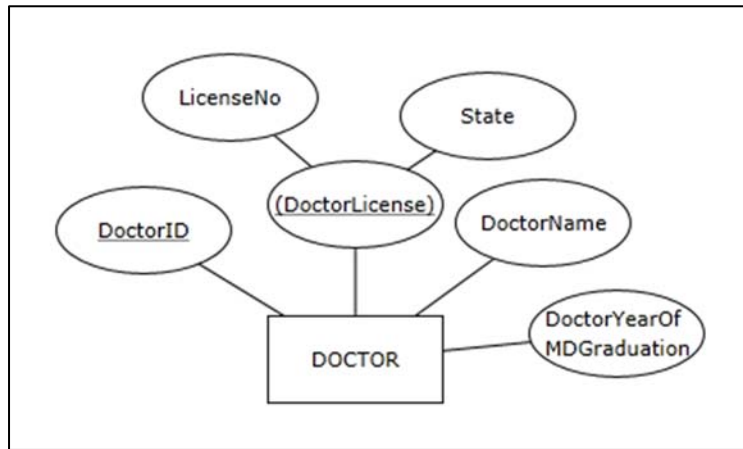 LicenseNo
State
(DoctorLicense)
DoctorID
DoctorName
DoctorYearOf
MDGraduation
DOCTOR